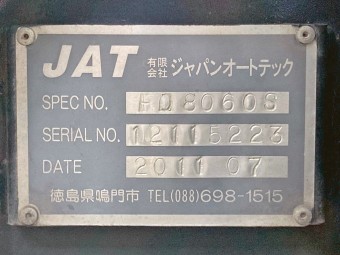 JAT 有限会社 ジャパンオートテック
SPEC NO. HD8060S
SERIAL NO. 12115223
DATE 2011 07
徳島県鳴門市 TEL(088)698-1515